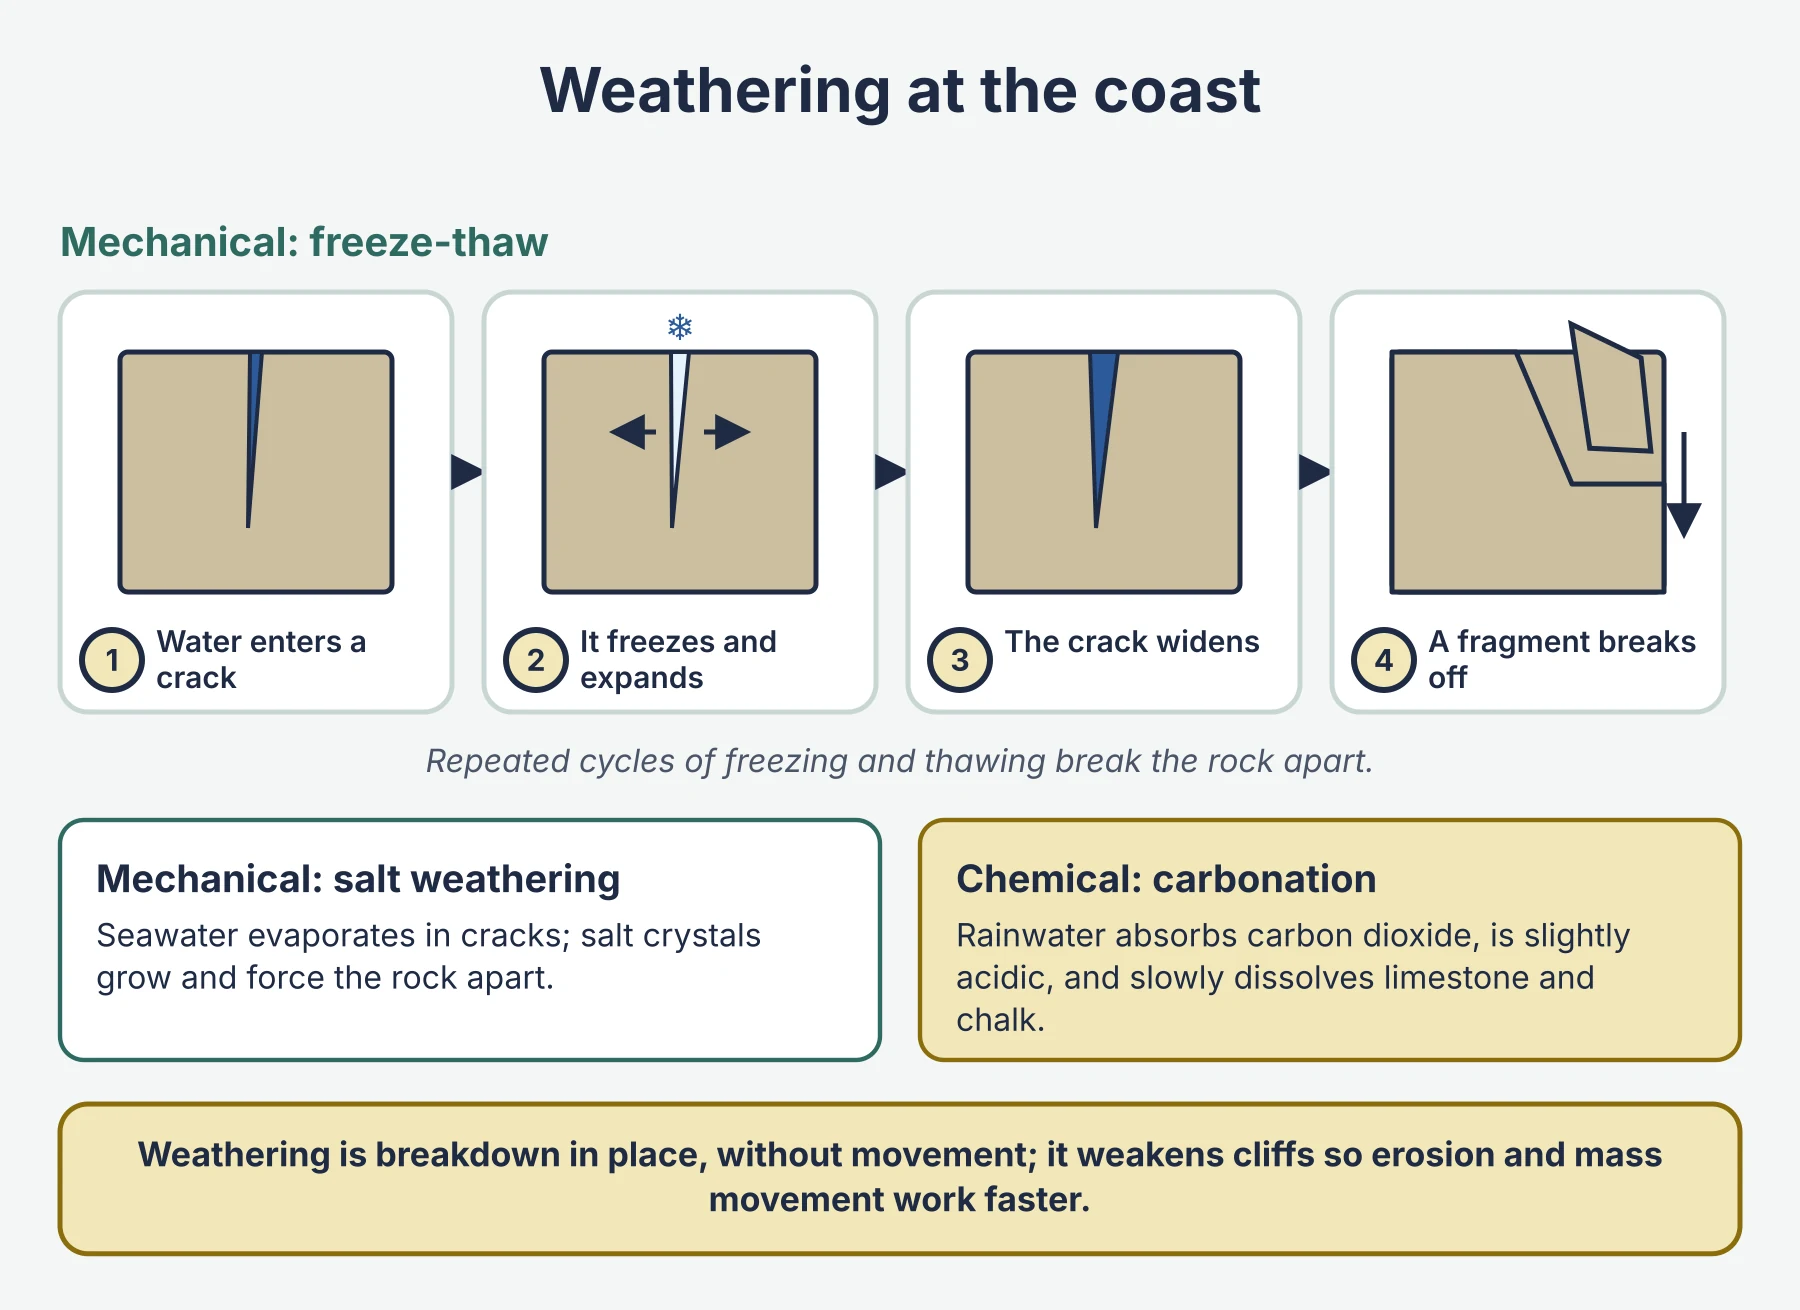 Weathering at the coast
Mechanical: freeze-thaw
1 Water enters a
crack
2 It freezes and
expands
3 The crack widens
4 A fragment breaks
off
Repeated cycles of freezing and thawing break the rock apart.
Mechanical: salt weathering
Seawater evaporates in cracks; salt crystals
grow and force the rock apart.
Chemical: carbonation
Rainwater absorbs carbon dioxide, is slightly
acidic, and slowly dissolves limestone and
chalk.
Weathering is breakdown in place, without movement; it weakens cliffs so erosion and mass
movement work faster.